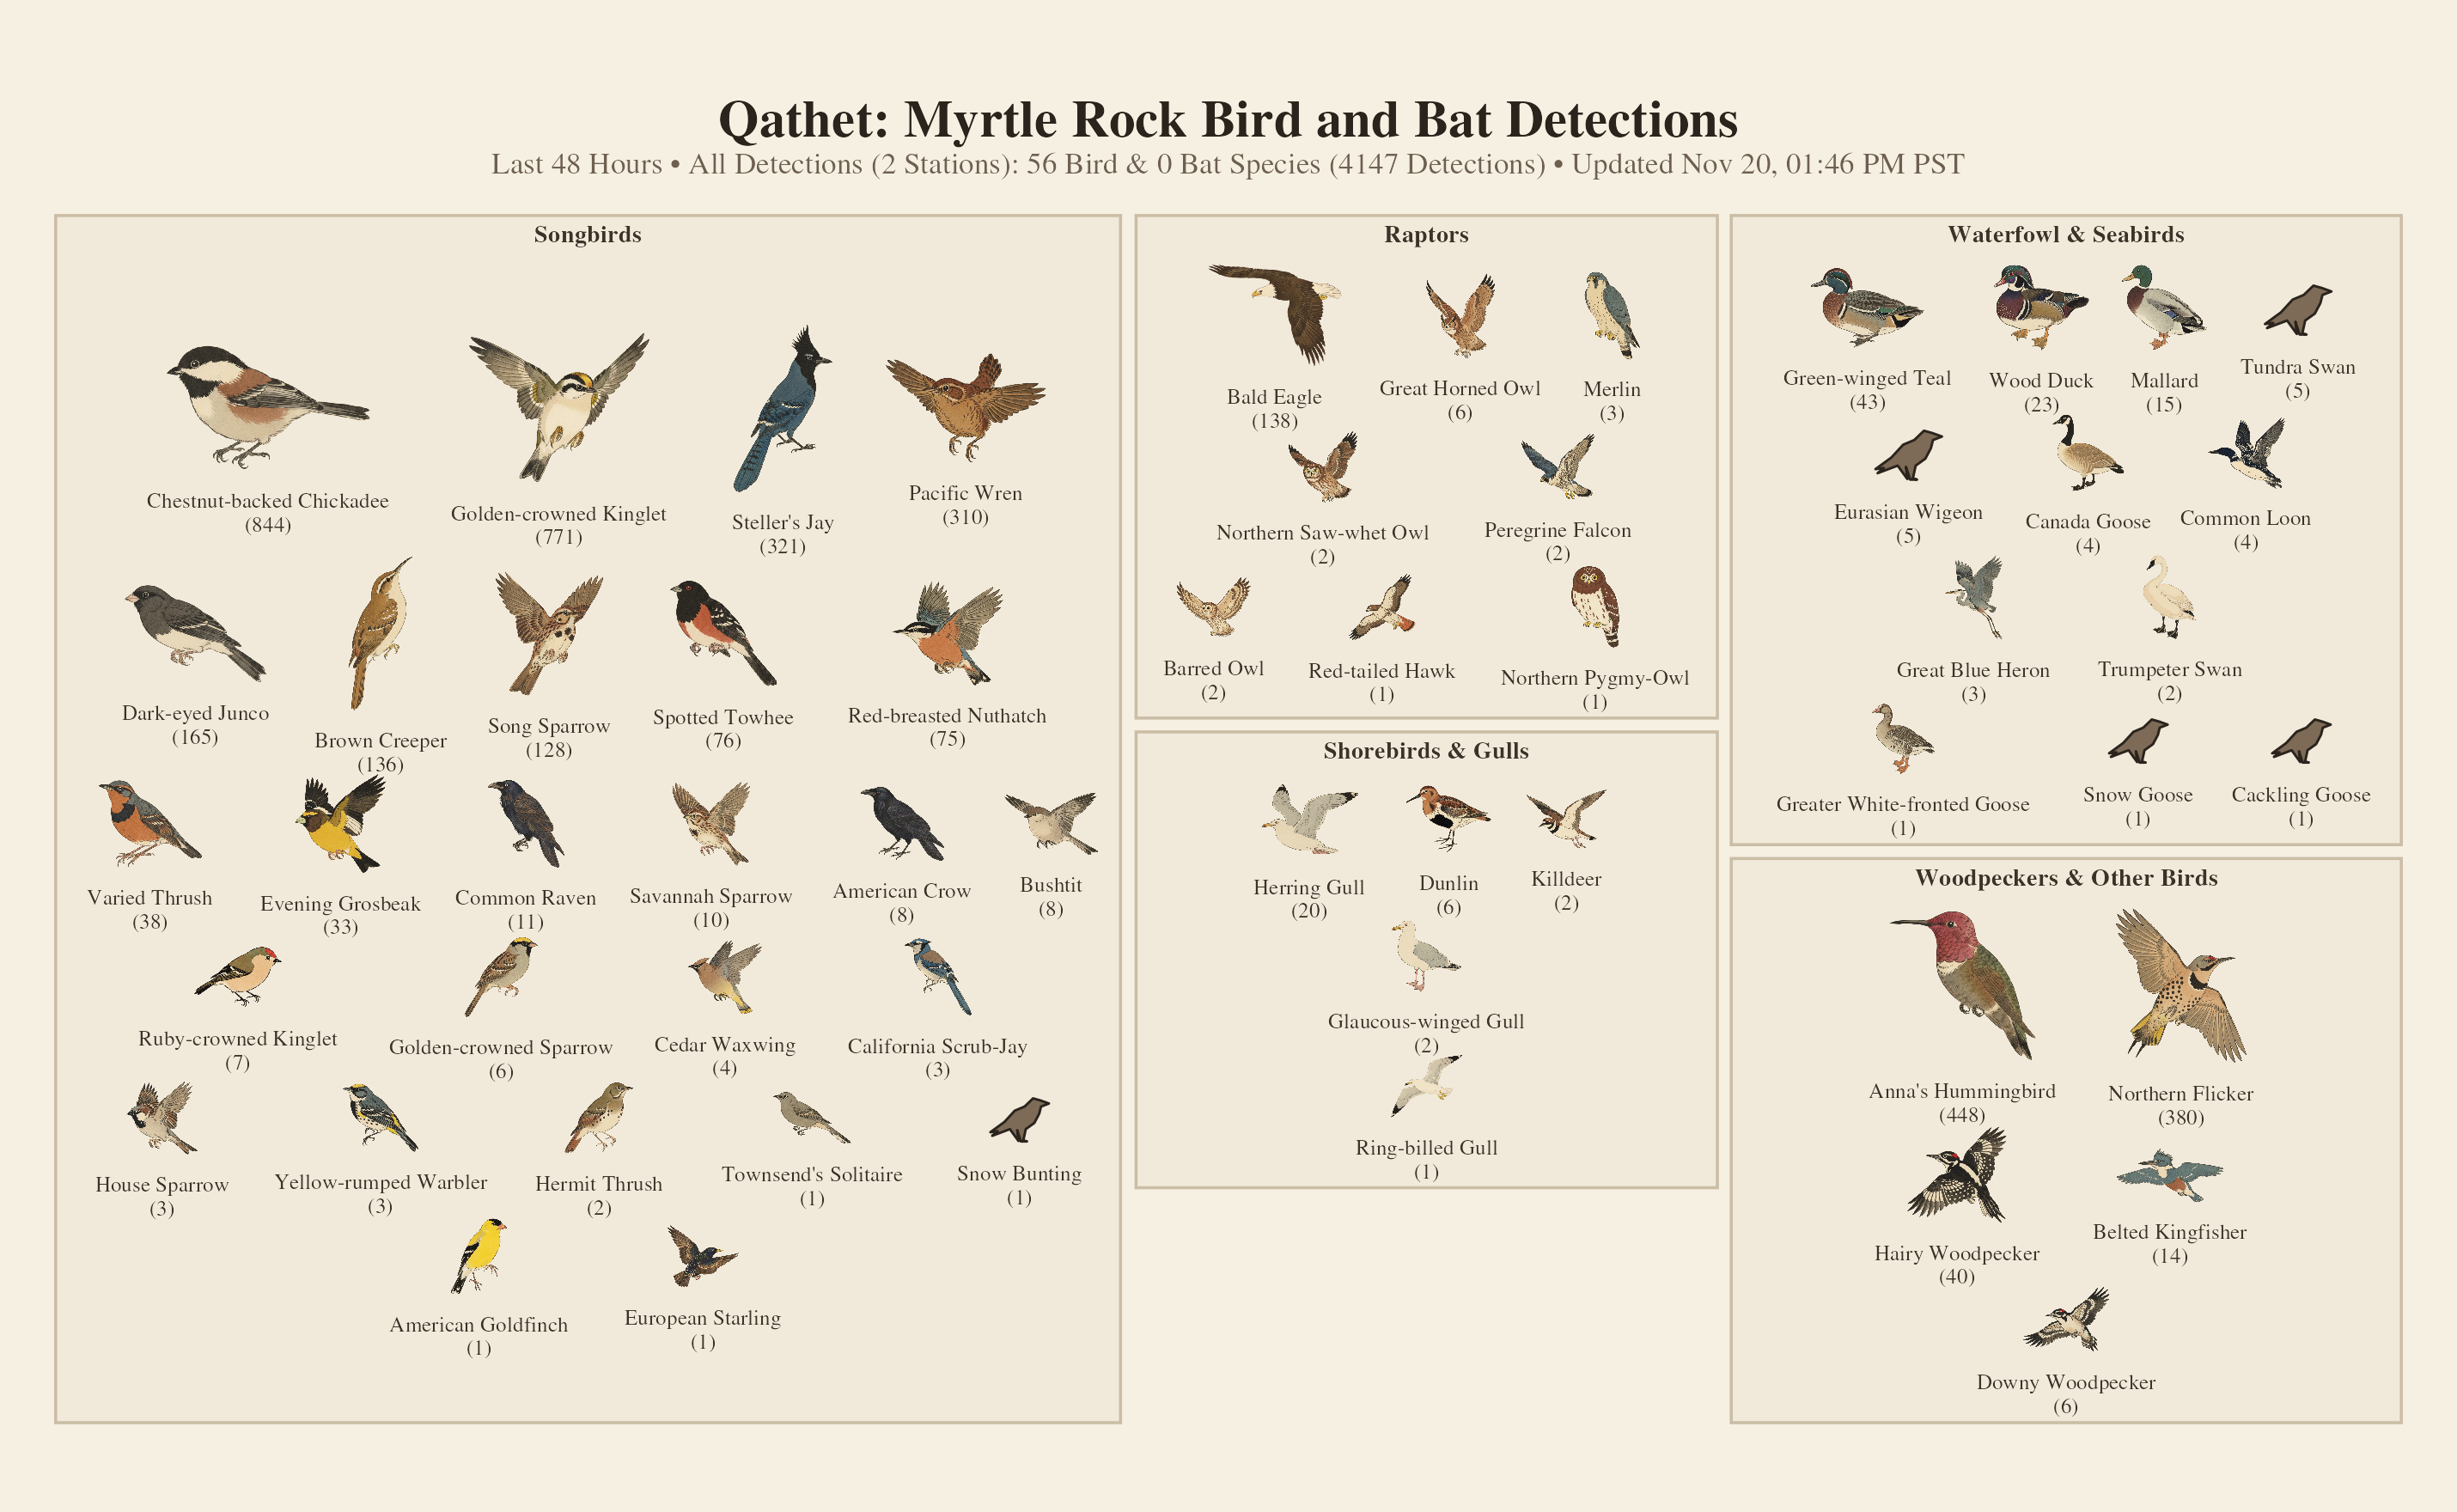 Qathet: Myrtle Rock Bird and Bat Detections
Last 48 Hours • All Detections (2 Stations): 56 Bird & 0 Bat Species (4147 Detections) • Updated Nov 20, 01:46 PM PST
Songbirds
Chestnut-backed Chickadee
(844)
Golden-crowned Kinglet
(771)
Steller's Jay
(321)
Pacific Wren
(310)
Dark-eyed Junco
(165)
Brown Creeper
(136)
Song Sparrow
(128)
Spotted Towhee
(76)
Red-breasted Nuthatch
(75)
Varied Thrush
(38)
Evening Grosbeak
(33)
Common Raven
(11)
Savannah Sparrow
(10)
American Crow
(8)
Bushtit
(8)
Ruby-crowned Kinglet
(7)
Golden-crowned Sparrow
(6)
Cedar Waxwing
(4)
California Scrub-Jay
(3)
House Sparrow
(3)
Yellow-rumped Warbler
(3)
Hermit Thrush
(2)
Townsend's Solitaire
(1)
Snow Bunting
(1)
American Goldfinch
(1)
European Starling
(1)
Raptors
Bald Eagle
(138)
Great Horned Owl
(6)
Merlin
(3)
Northern Saw-whet Owl
(2)
Peregrine Falcon
(2)
Barred Owl
(2)
Red-tailed Hawk
(1)
Northern Pygmy-Owl
(1)
Shorebirds & Gulls
Herring Gull
(20)
Dunlin
(6)
Killdeer
(2)
Glaucous-winged Gull
(2)
Ring-billed Gull
(1)
Waterfowl & Seabirds
Green-winged Teal
(43)
Wood Duck
(23)
Mallard
(15)
Tundra Swan
(5)
Eurasian Wigeon
(5)
Canada Goose
(4)
Common Loon
(4)
Great Blue Heron
(3)
Trumpeter Swan
(2)
Greater White-fronted Goose
(1)
Snow Goose
(1)
Cackling Goose
(1)
Woodpeckers & Other Birds
Anna's Hummingbird
(448)
Northern Flicker
(380)
Hairy Woodpecker
(40)
Belted Kingfisher
(14)
Downy Woodpecker
(6)